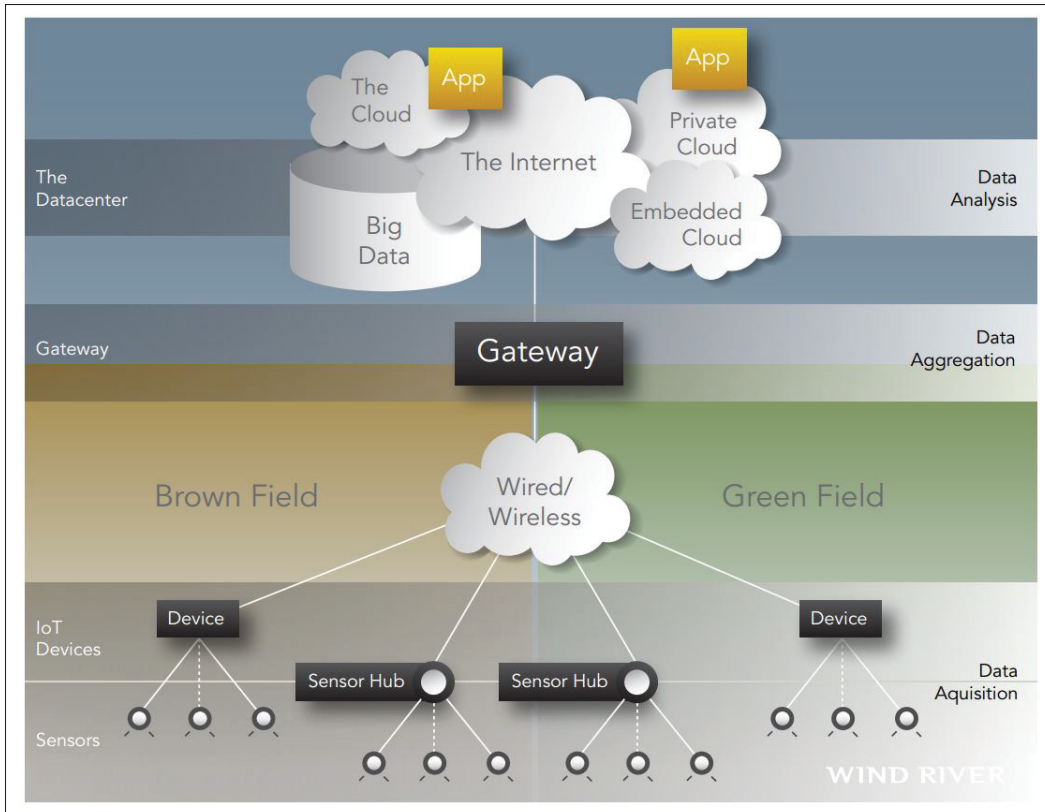 App
App
The
Cloud
Private
Cloud
The Internet
The
Datacenter
Data
Analysis
Big
Data
Embedded
Cloud
Gateway
Gateway
Data
Aggregation
Brown Field
Wired/
Wireless
Green Field
IoT
Devices
Device
Device
Sensor Hub
Sensor Hub
Data
Aquisition
Sensors
WIND RIVER